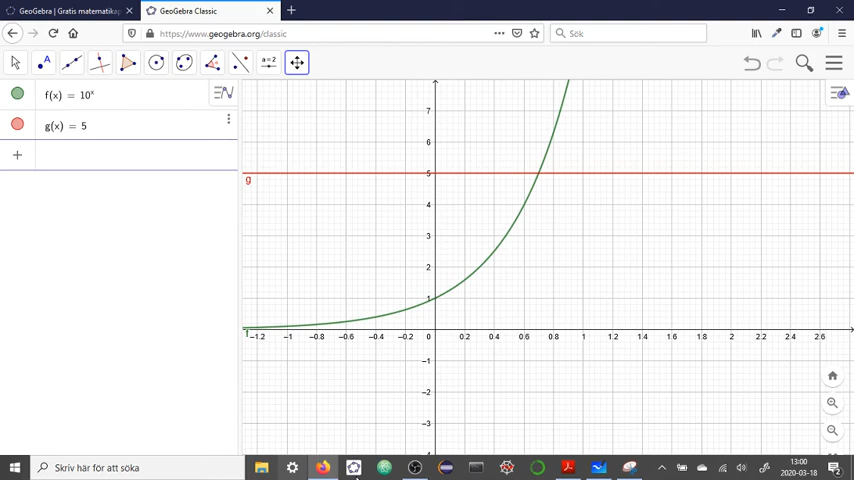 GeoGebra | Gratis matematikap
GeoGebra Classic
https://www.geogebra.org/classic
Sök
A
a=2
f(x) = 10ˣ
g(x) = 5
g
f
7
6
5
4
3
2
1
0
−1
−2
−3
−1.2 −1 −0.8 −0.6 −0.4 −0.2 0.2 0.4 0.6 0.8 1 1.2 1.4 1.6 1.8 2 2.2 2.4 2.6
Skriv här för att söka
13:00
2020-03-18
2